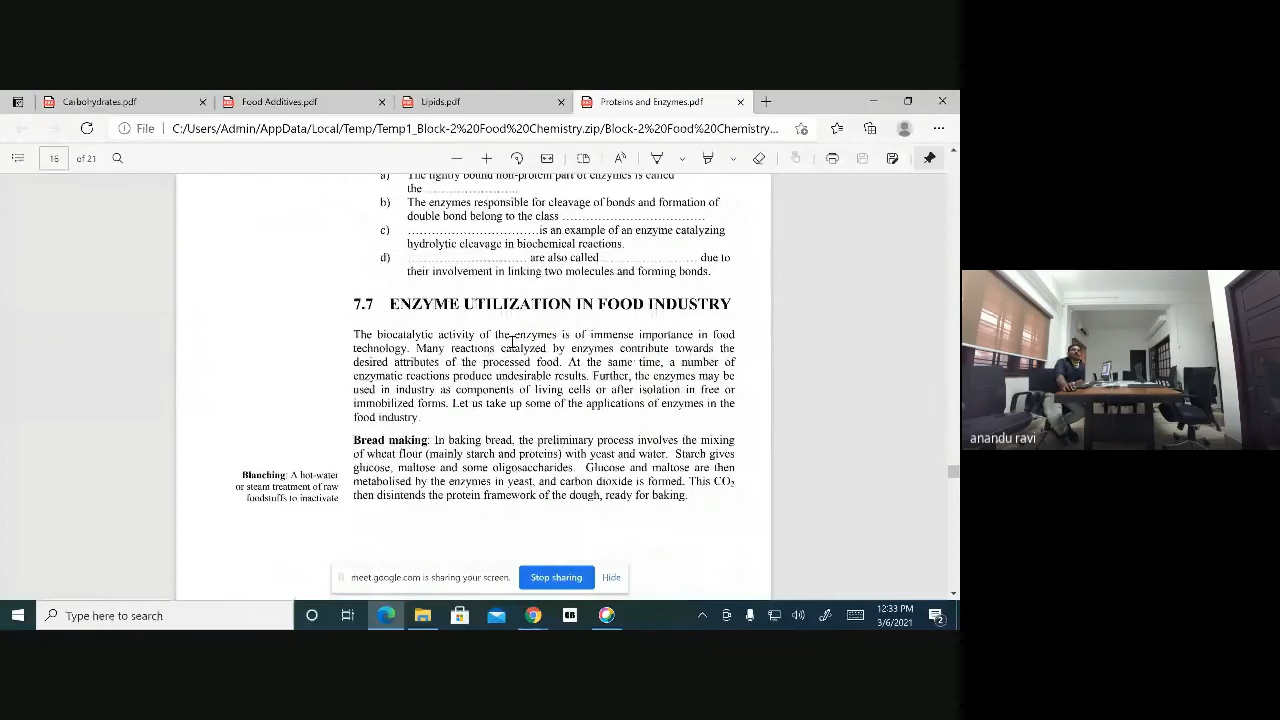 Carbohydrates.pdf
Food Additives.pdf
Lipids.pdf
Proteins and Enzymes.pdf
File C:/Users/Admin/AppData/Local/Temp/Temp1_Block-2%20Food%20Chemistry.zip/Block-2%20Food%20Chemistry...
16 of 21
a) The tightly bound non-protein part of enzymes is called
the ........................
b) The enzymes responsible for cleavage of bonds and formation of
double bond belong to the class .....................................
c) ..................................is an example of an enzyme catalyzing
hydrolytic cleavage in biochemical reactions.
d) .............................. are also called ........................ due to
their involvement in linking two molecules and forming bonds.
7.7 ENZYME UTILIZATION IN FOOD INDUSTRY
The biocatalytic activity of the enzymes is of immense importance in food
technology. Many reactions catalyzed by enzymes contribute towards the
desired attributes of the processed food. At the same time, a number of
enzymatic reactions produce undesirable results. Further, the enzymes may be
used in industry as components of living cells or after isolation in free or
immobilized forms. Let us take up some of the applications of enzymes in the
food industry.
Bread making: In baking bread, the preliminary process involves the mixing
of wheat flour (mainly starch and proteins) with yeast and water. Starch gives
glucose, maltose and some oligosaccharides. Glucose and maltose are then
metabolised by the enzymes in yeast, and carbon dioxide is formed. This CO₂
then disintends the protein framework of the dough, ready for baking.
Blanching: A hot-water
or steam treatment of raw
foodstuffs to inactivate
meet.google.com is sharing your screen.
Stop sharing
Hide
Type here to search
12:33 PM
3/6/2021
2
anandu ravi